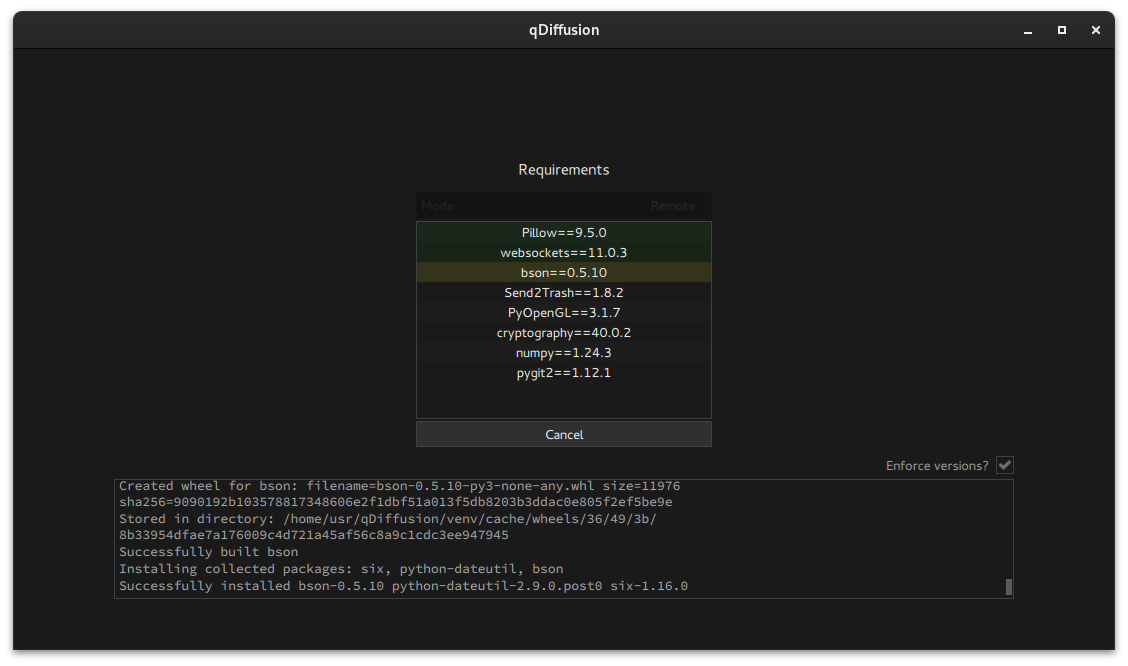 qDiffusion
Requirements
Mode Remote
Pillow==9.5.0
websockets==11.0.3
bson==0.5.10
Send2Trash==1.8.2
PyOpenGL==3.1.7
cryptography==40.0.2
numpy==1.24.3
pygit2==1.12.1
Cancel
Enforce versions?
Created wheel for bson: filename=bson-0.5.10-py3-none-any.whl size=11976
sha256=9090192b103578817348606e2f1dbf51a013f5db8203b3ddac0e805f2ef5be9e
Stored in directory: /home/usr/qDiffusion/venv/cache/wheels/36/49/3b/
8b33954dfae7a176009c4d721a45af56c8a9c1cdc3ee947945
Successfully built bson
Installing collected packages: six, python-dateutil, bson
Successfully installed bson-0.5.10 python-dateutil-2.9.0.post0 six-1.16.0